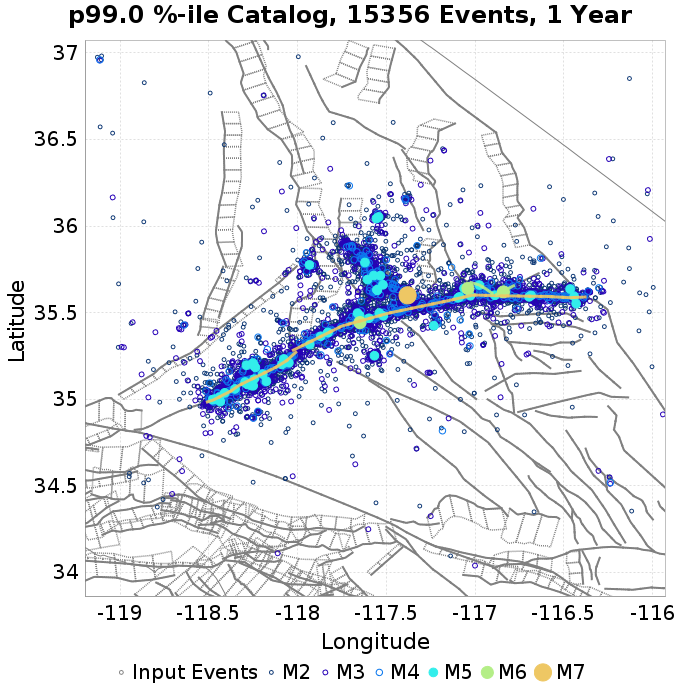 p99.0 %-ile Catalog, 15356 Events, 1 Year
37
36.5
36
35.5
35
34.5
34
Latitude
-119 -118.5 -118 -117.5 -117 -116.5 -116
Longitude
Input Events M2 M3 M4 M5 M6 M7